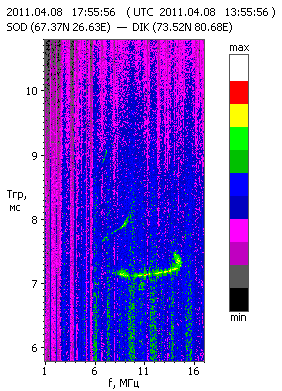 2011.04.08 17:55:56 (UTC 2011.04.08 13:55:56)
SOD (67.37N 26.63E) — DIK (73.52N 80.68E)
max
10
9
Tгр,
мс
8
7
6
min
1 6 11 16
f, МГц